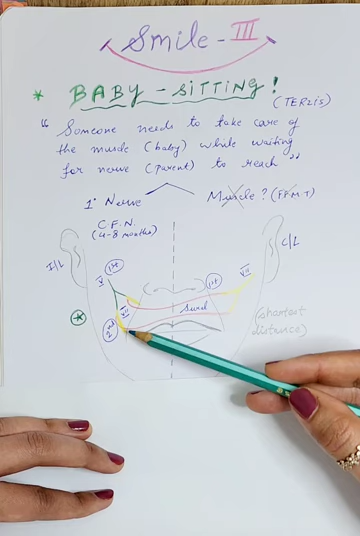 Smile - III
* BABY - SITTING!
(TERZIS)
"Someone needs to take care of
the muscle (baby) while waiting
for nerve (parent) to reach"
1° Nerve
Muscle? (FFMT)
C.F.N.
(4-8 months)
I/L
C/L
V
1st
1st
VII
VII
Sural
2nd
(shortest
distance)
*